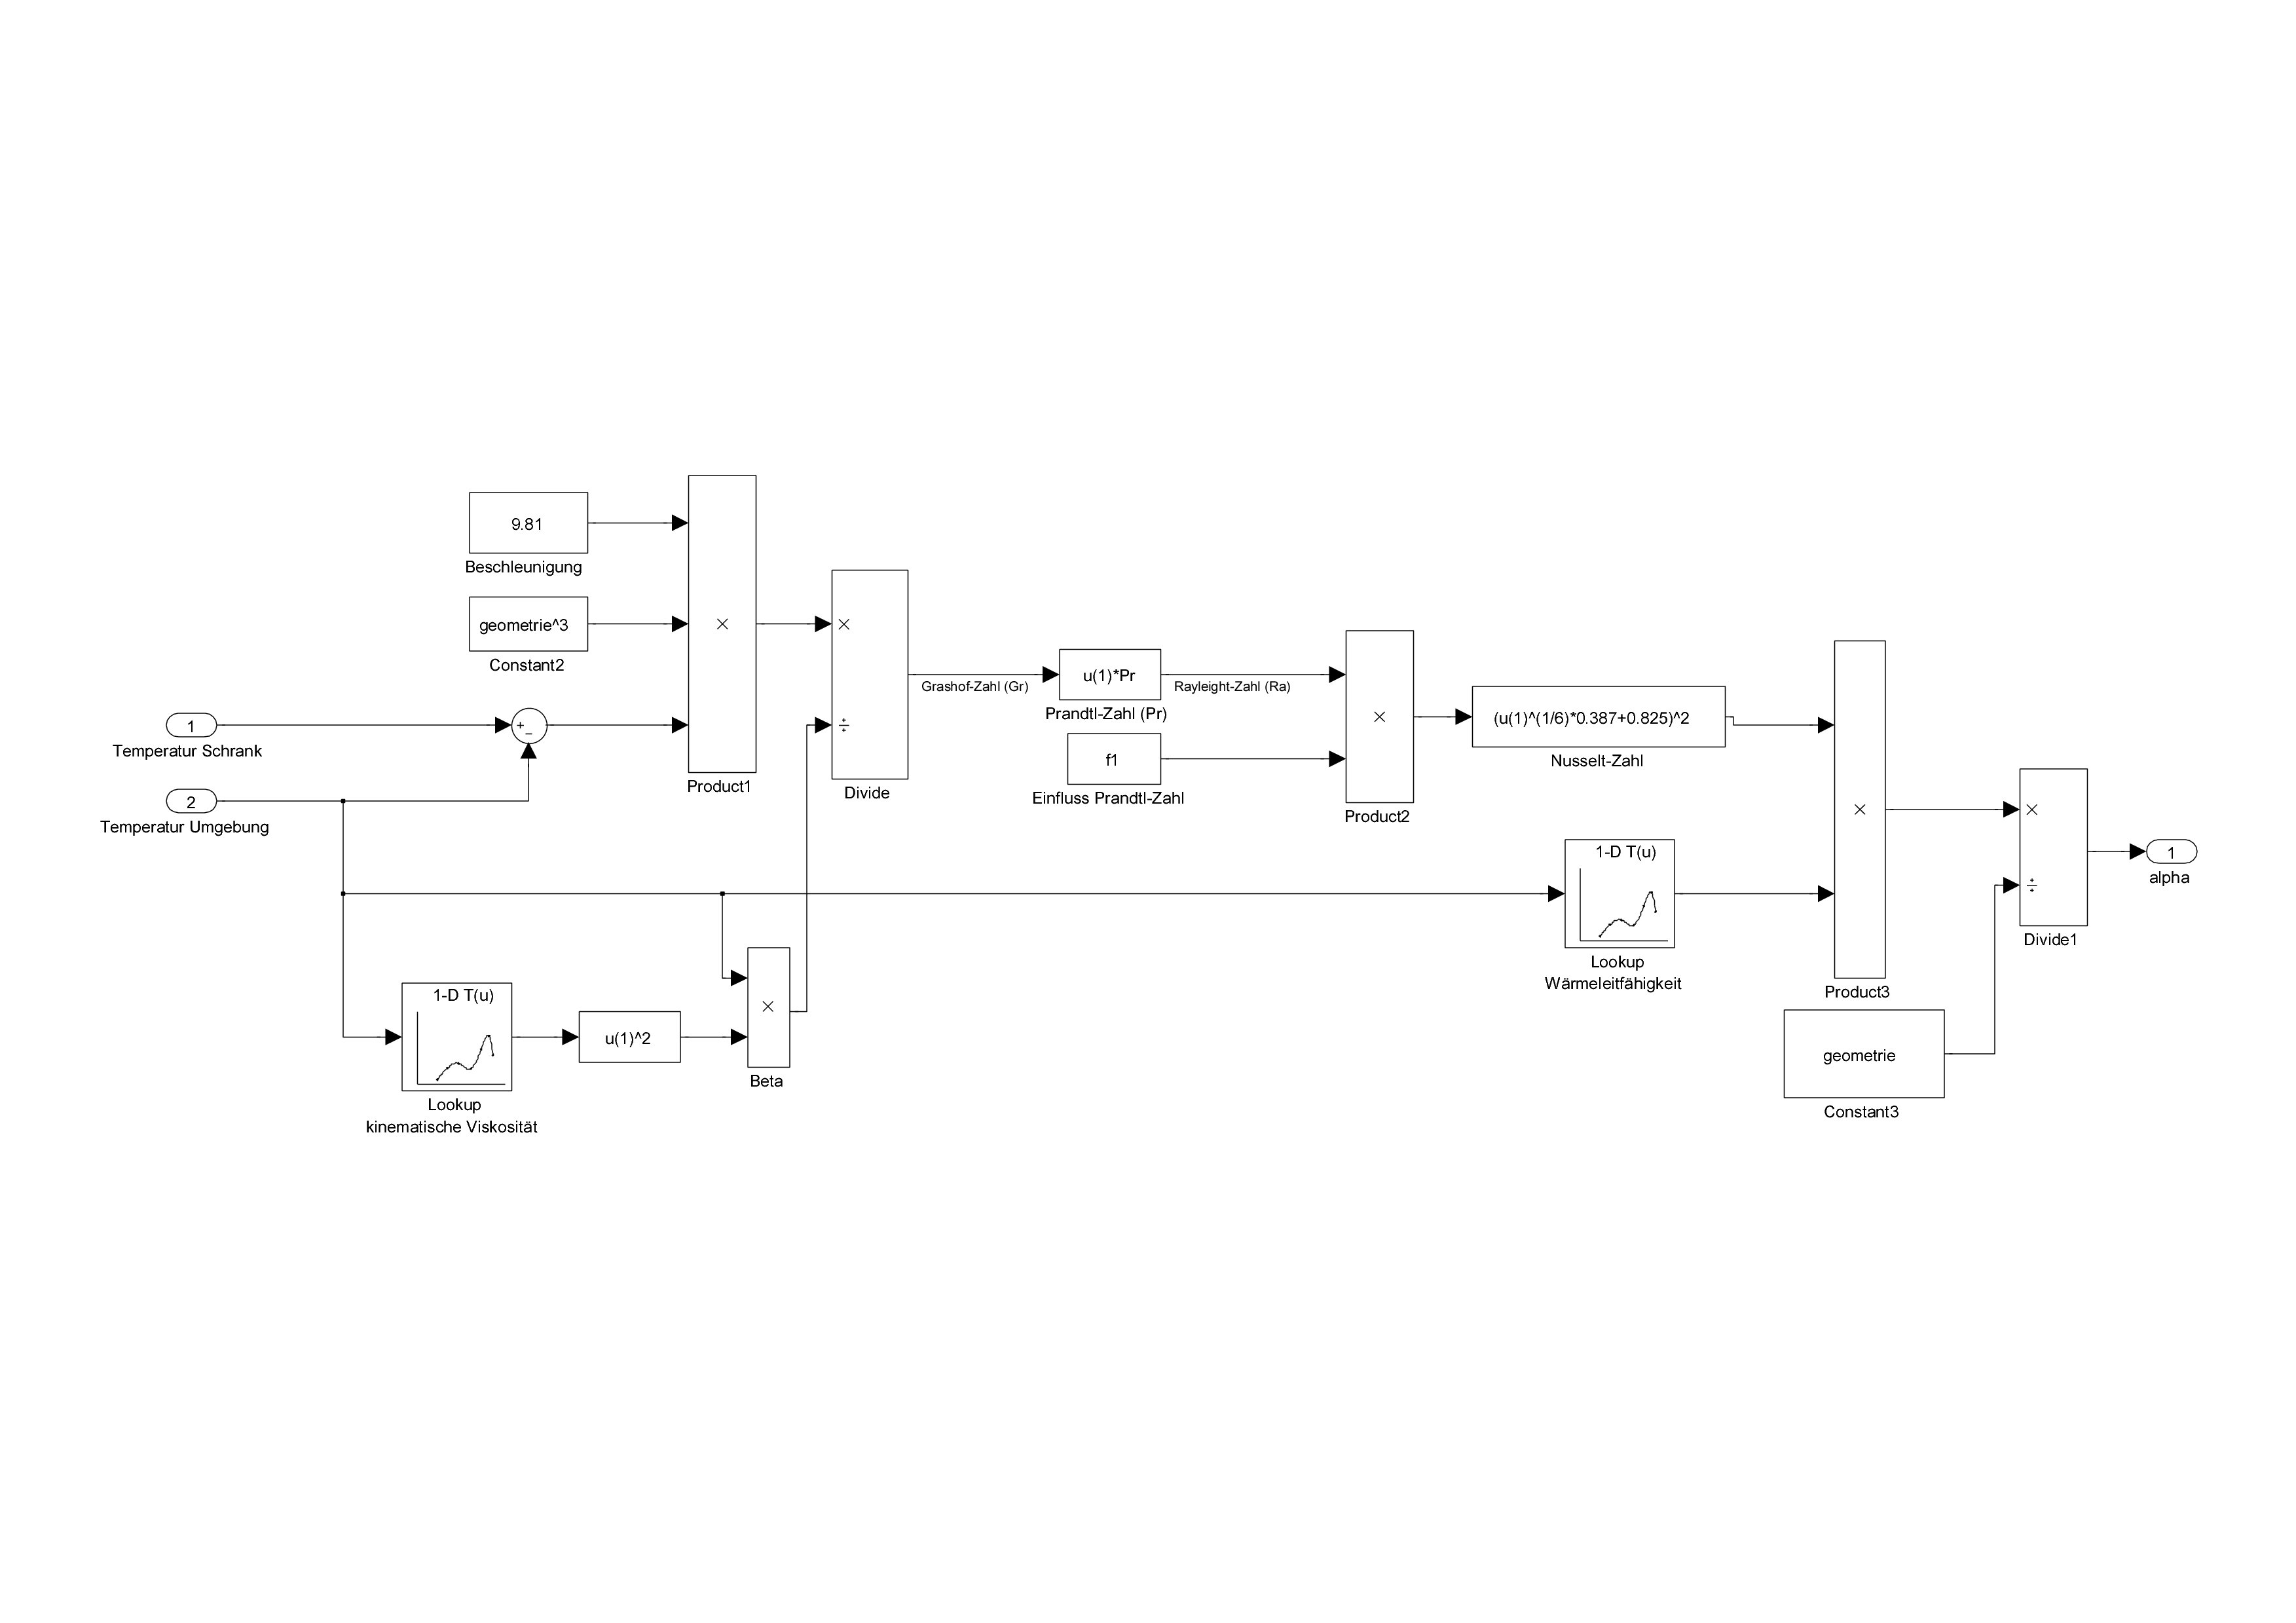 9.81
Beschleunigung
geometrie^3
Constant2
1
Temperatur Schrank
2
Temperatur Umgebung
+
−
×
Product1
×
÷
Divide
Grashof-Zahl (Gr)
u(1)*Pr
Prandtl-Zahl (Pr)
Rayleight-Zahl (Ra)
f1
Einfluss Prandtl-Zahl
×
Product2
(u(1)^(1/6)*0.387+0.825)^2
Nusselt-Zahl
1-D T(u)
Lookup
Wärmeleitfähigkeit
×
Product3
geometrie
Constant3
×
÷
Divide1
1
alpha
1-D T(u)
Lookup
kinematische Viskosität
u(1)^2
×
Beta